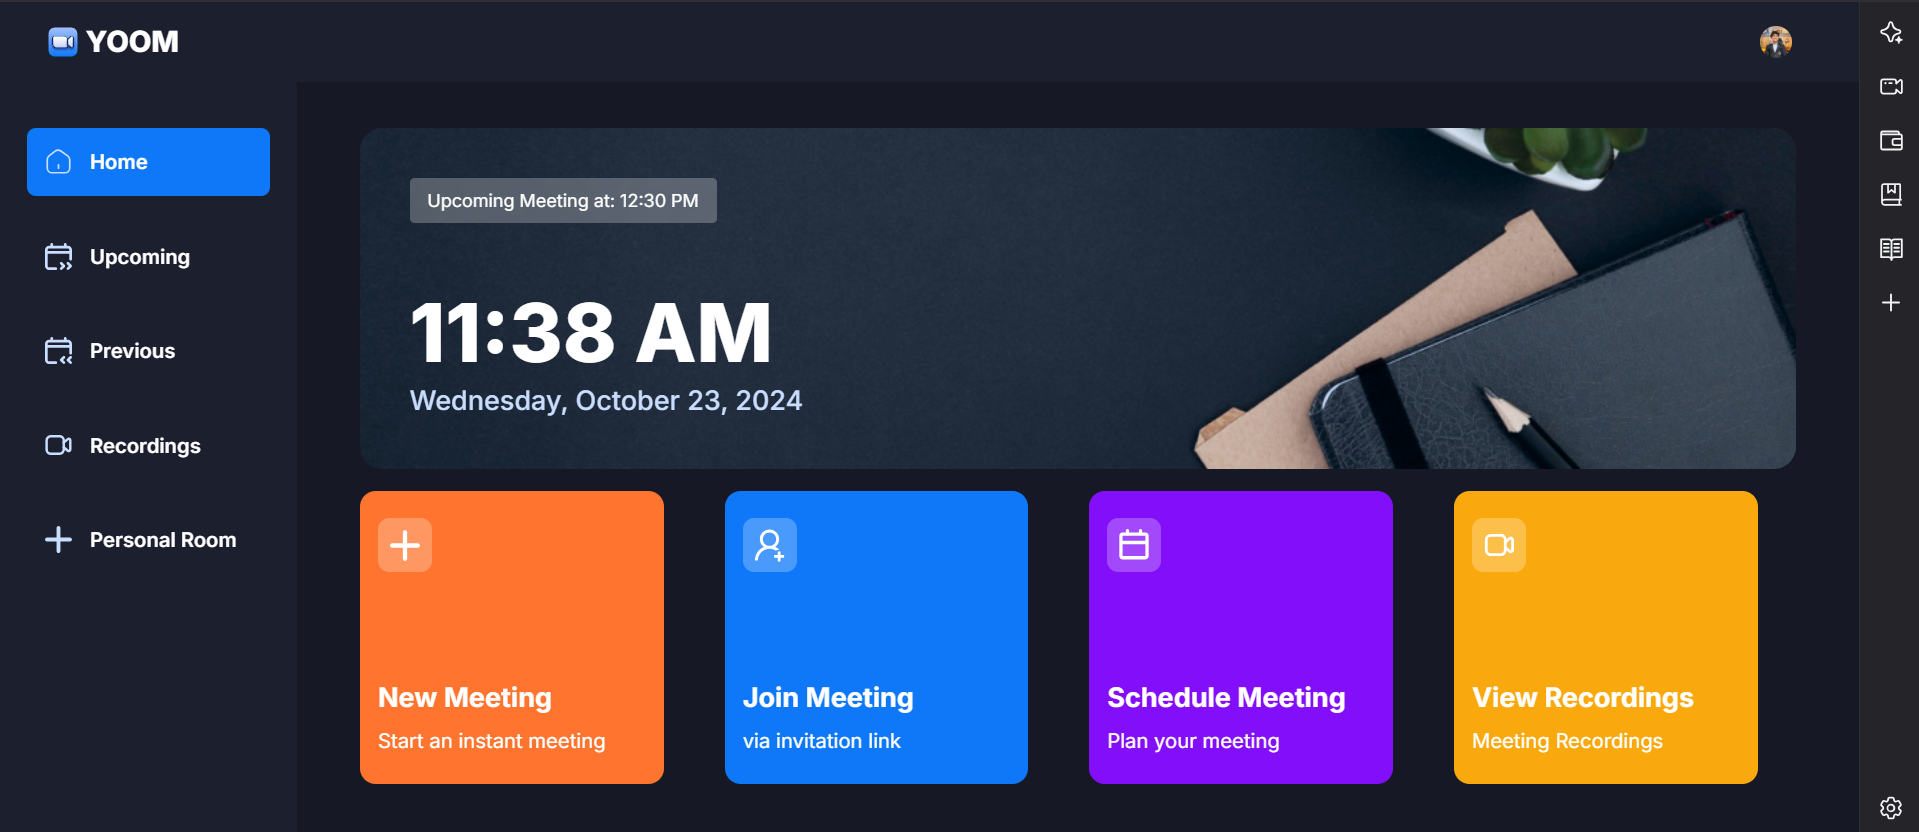 YOOM
Home
Upcoming
Previous
Recordings
Personal Room
Upcoming Meeting at: 12:30 PM
11:38 AM
Wednesday, October 23, 2024
New Meeting
Start an instant meeting
Join Meeting
via invitation link
Schedule Meeting
Plan your meeting
View Recordings
Meeting Recordings